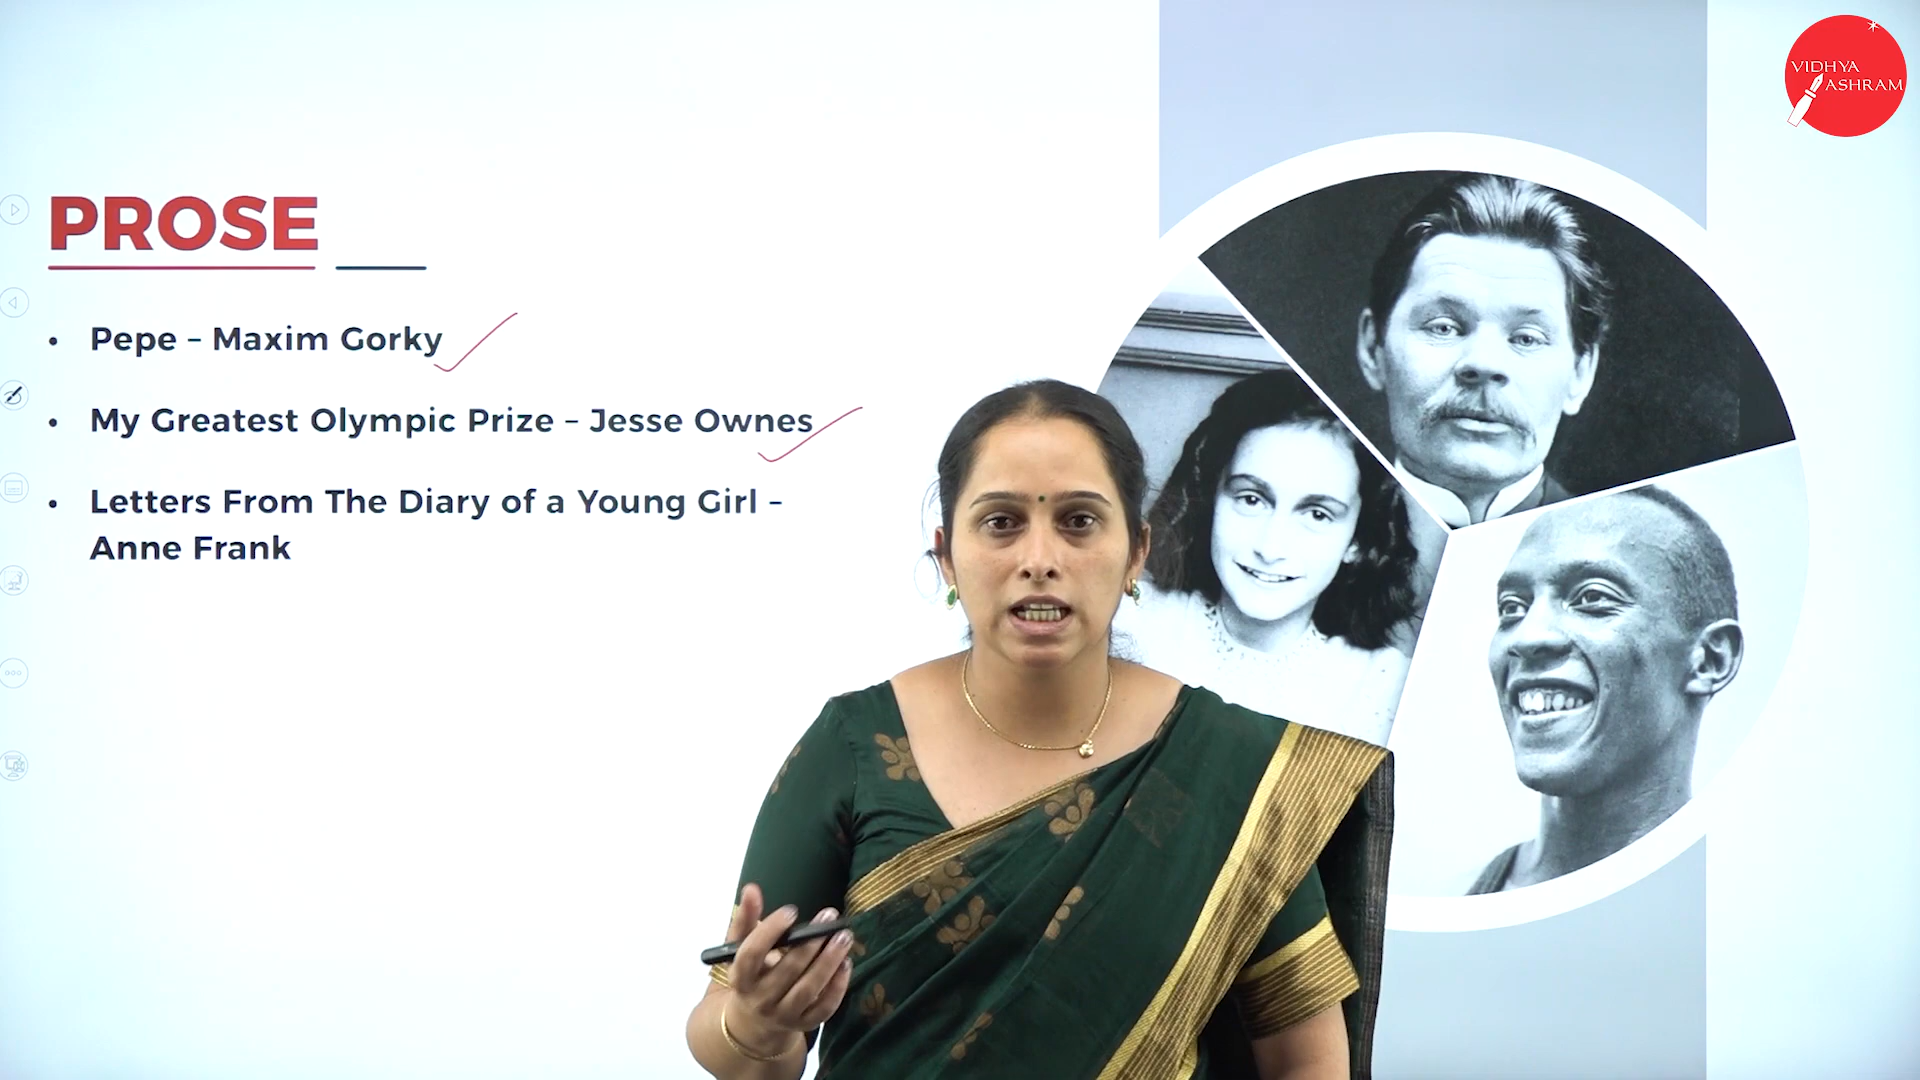 VIDHYA
ASHRAM
PROSE
• Pepe – Maxim Gorky
• My Greatest Olympic Prize – Jesse Ownes
• Letters From The Diary of a Young Girl –
Anne Frank